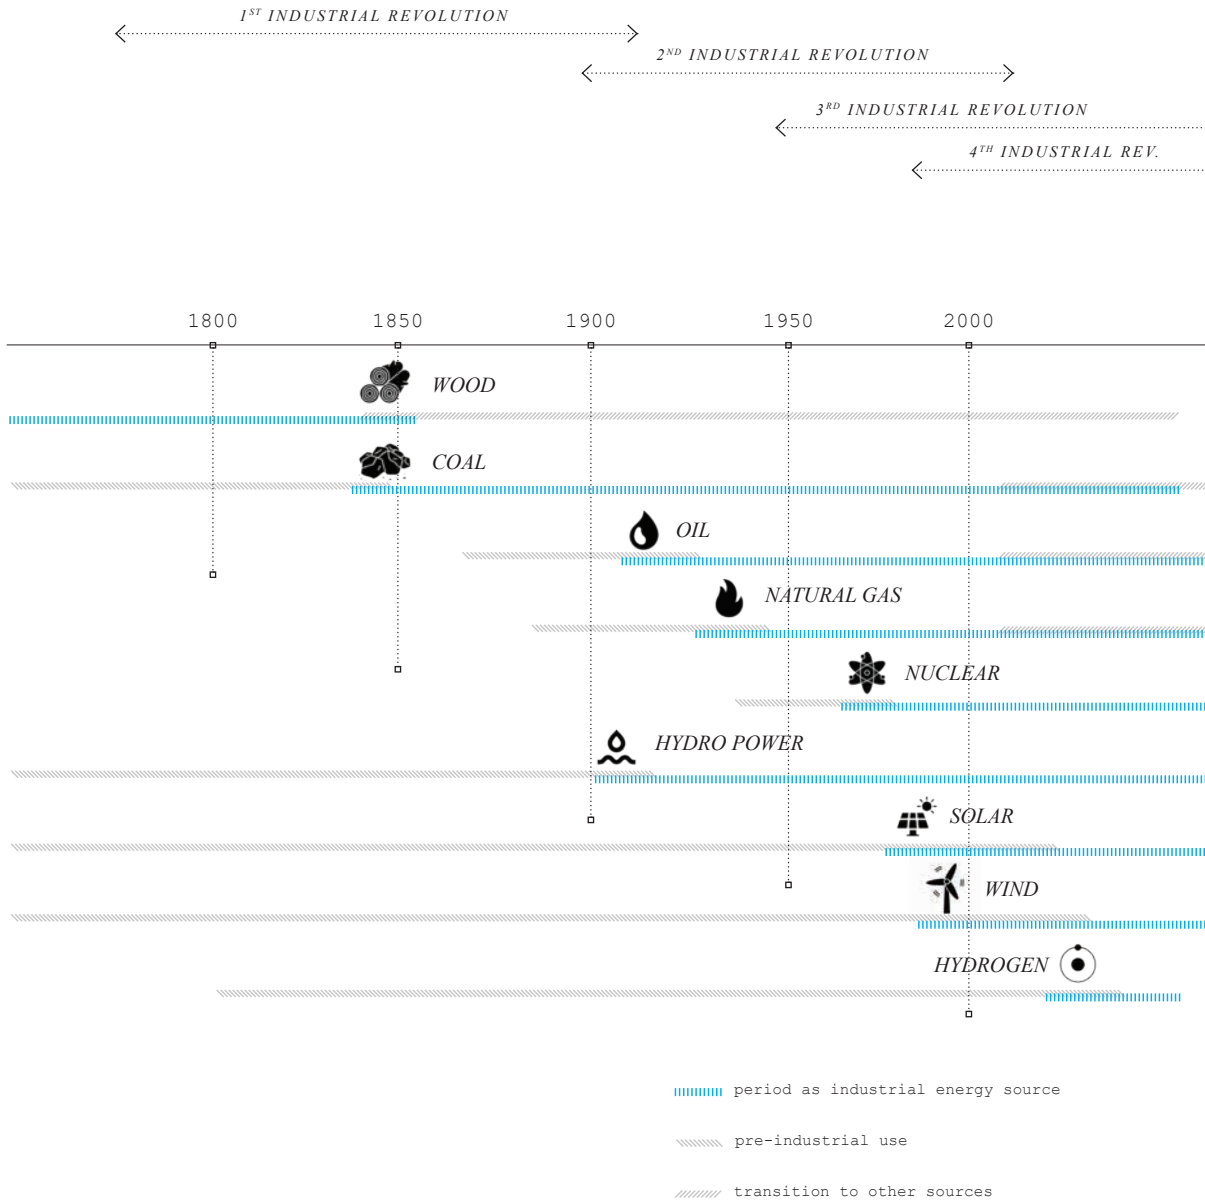 1ST INDUSTRIAL REVOLUTION
2ND INDUSTRIAL REVOLUTION
3RD INDUSTRIAL REVOLUTION
4TH INDUSTRIAL REV.
1800 1850 1900 1950 2000
WOOD
COAL
OIL
NATURAL GAS
NUCLEAR
HYDRO POWER
SOLAR
WIND
HYDROGEN
period as industrial energy source
pre-industrial use
transition to other sources